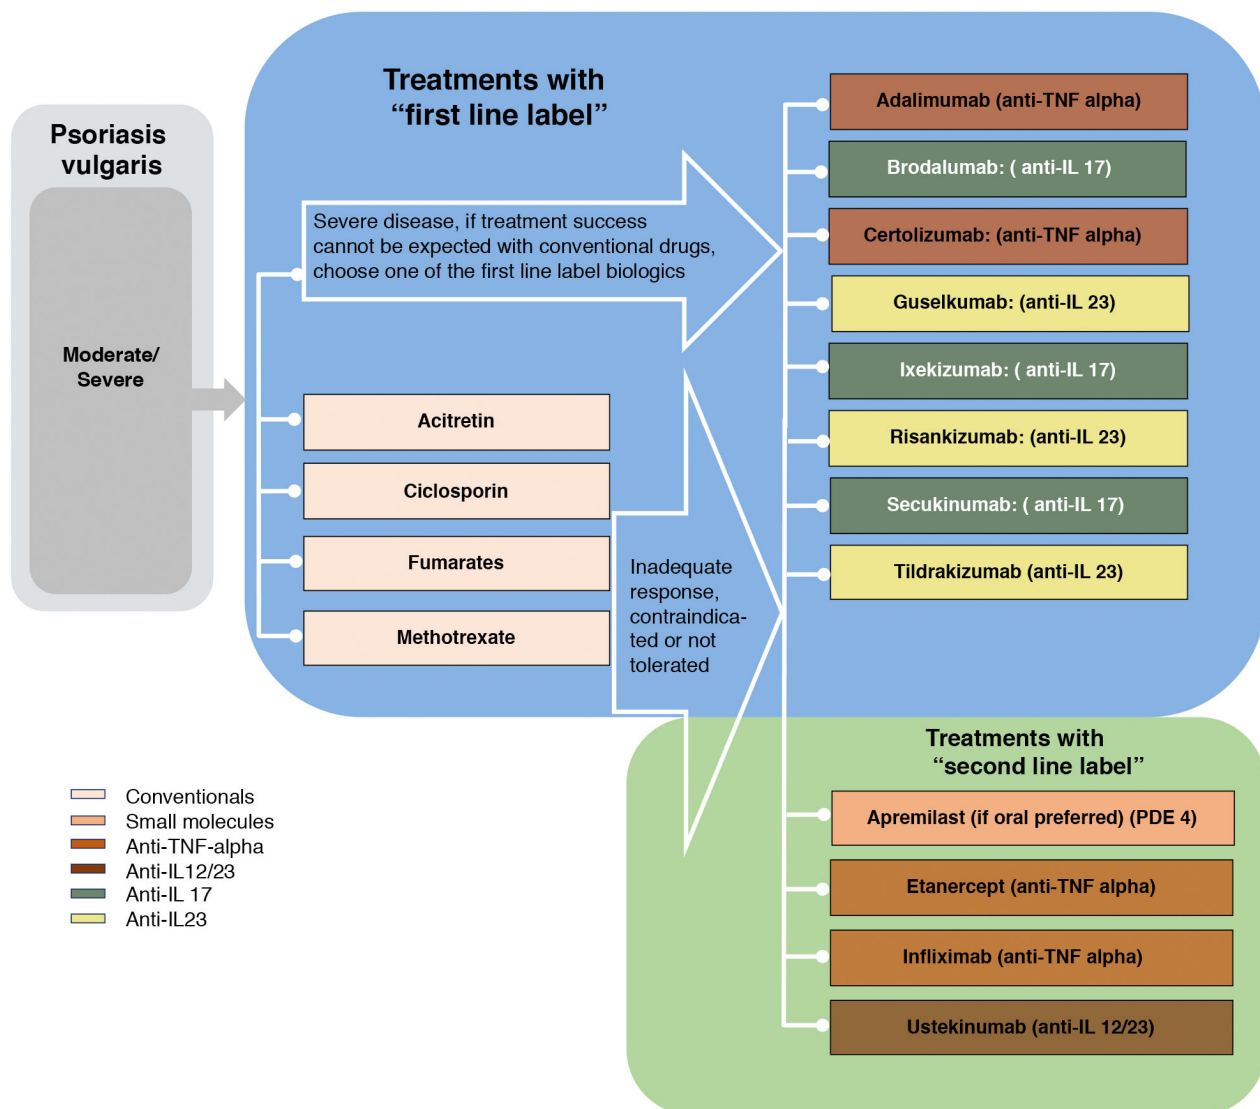 Psoriasis
vulgaris
Moderate/
Severe
Treatments with
“first line label”
Severe disease, if treatment success
cannot be expected with conventional drugs,
choose one of the first line label biologics
Acitretin
Ciclosporin
Fumarates
Methotrexate
Inadequate
response,
contraindica-
ted or not
tolerated
Adalimumab (anti-TNF alpha)
Brodalumab: ( anti-IL 17)
Certolizumab: (anti-TNF alpha)
Guselkumab: (anti-IL 23)
Ixekizumab: ( anti-IL 17)
Risankizumab: (anti-IL 23)
Secukinumab: ( anti-IL 17)
Tildrakizumab (anti-IL 23)
Treatments with
“second line label”
Apremilast (if oral preferred) (PDE 4)
Etanercept (anti-TNF alpha)
Infliximab (anti-TNF alpha)
Ustekinumab (anti-IL 12/23)
Conventionals
Small molecules
Anti-TNF-alpha
Anti-IL12/23
Anti-IL 17
Anti-IL23